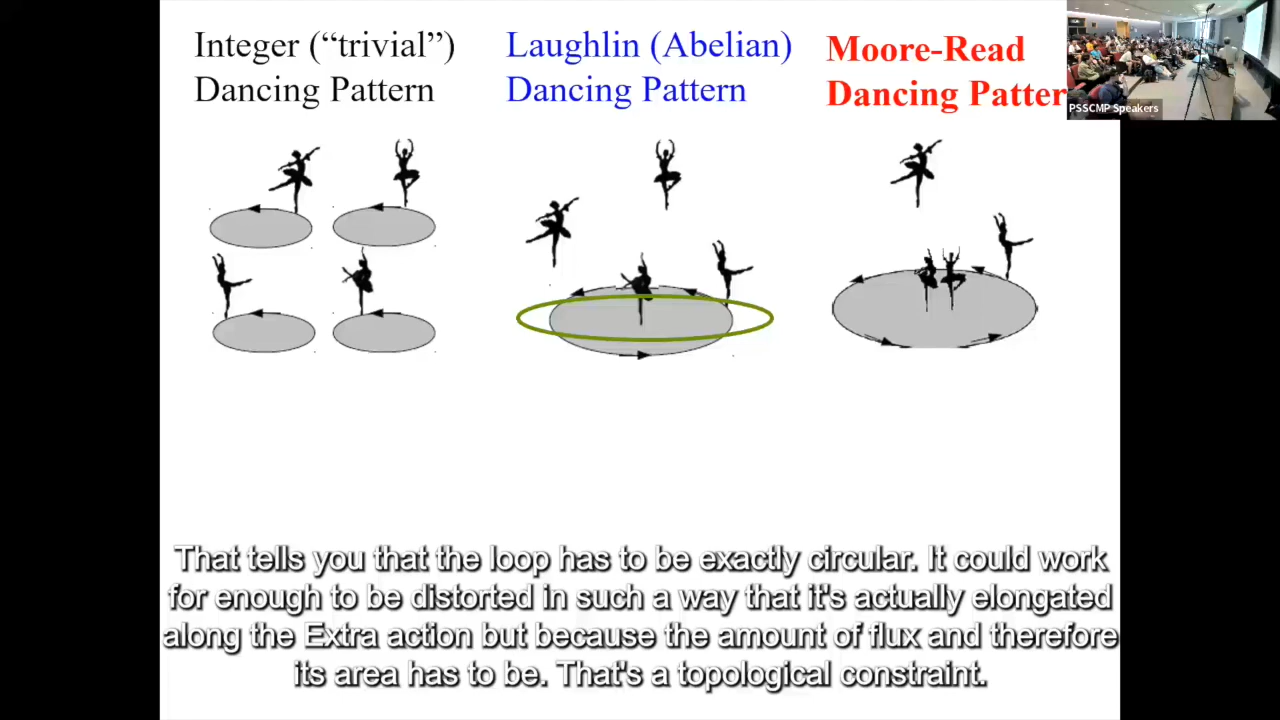 Integer (“trivial”)
Dancing Pattern
Laughlin (Abelian)
Dancing Pattern
Moore-Read
Dancing Patter
PSSCMP Speakers
That tells you that the loop has to be exactly circular. It could work
for enough to be distorted in such a way that it's actually elongated
along the Extra action but because the amount of flux and therefore
its area has to be. That's a topological constraint.